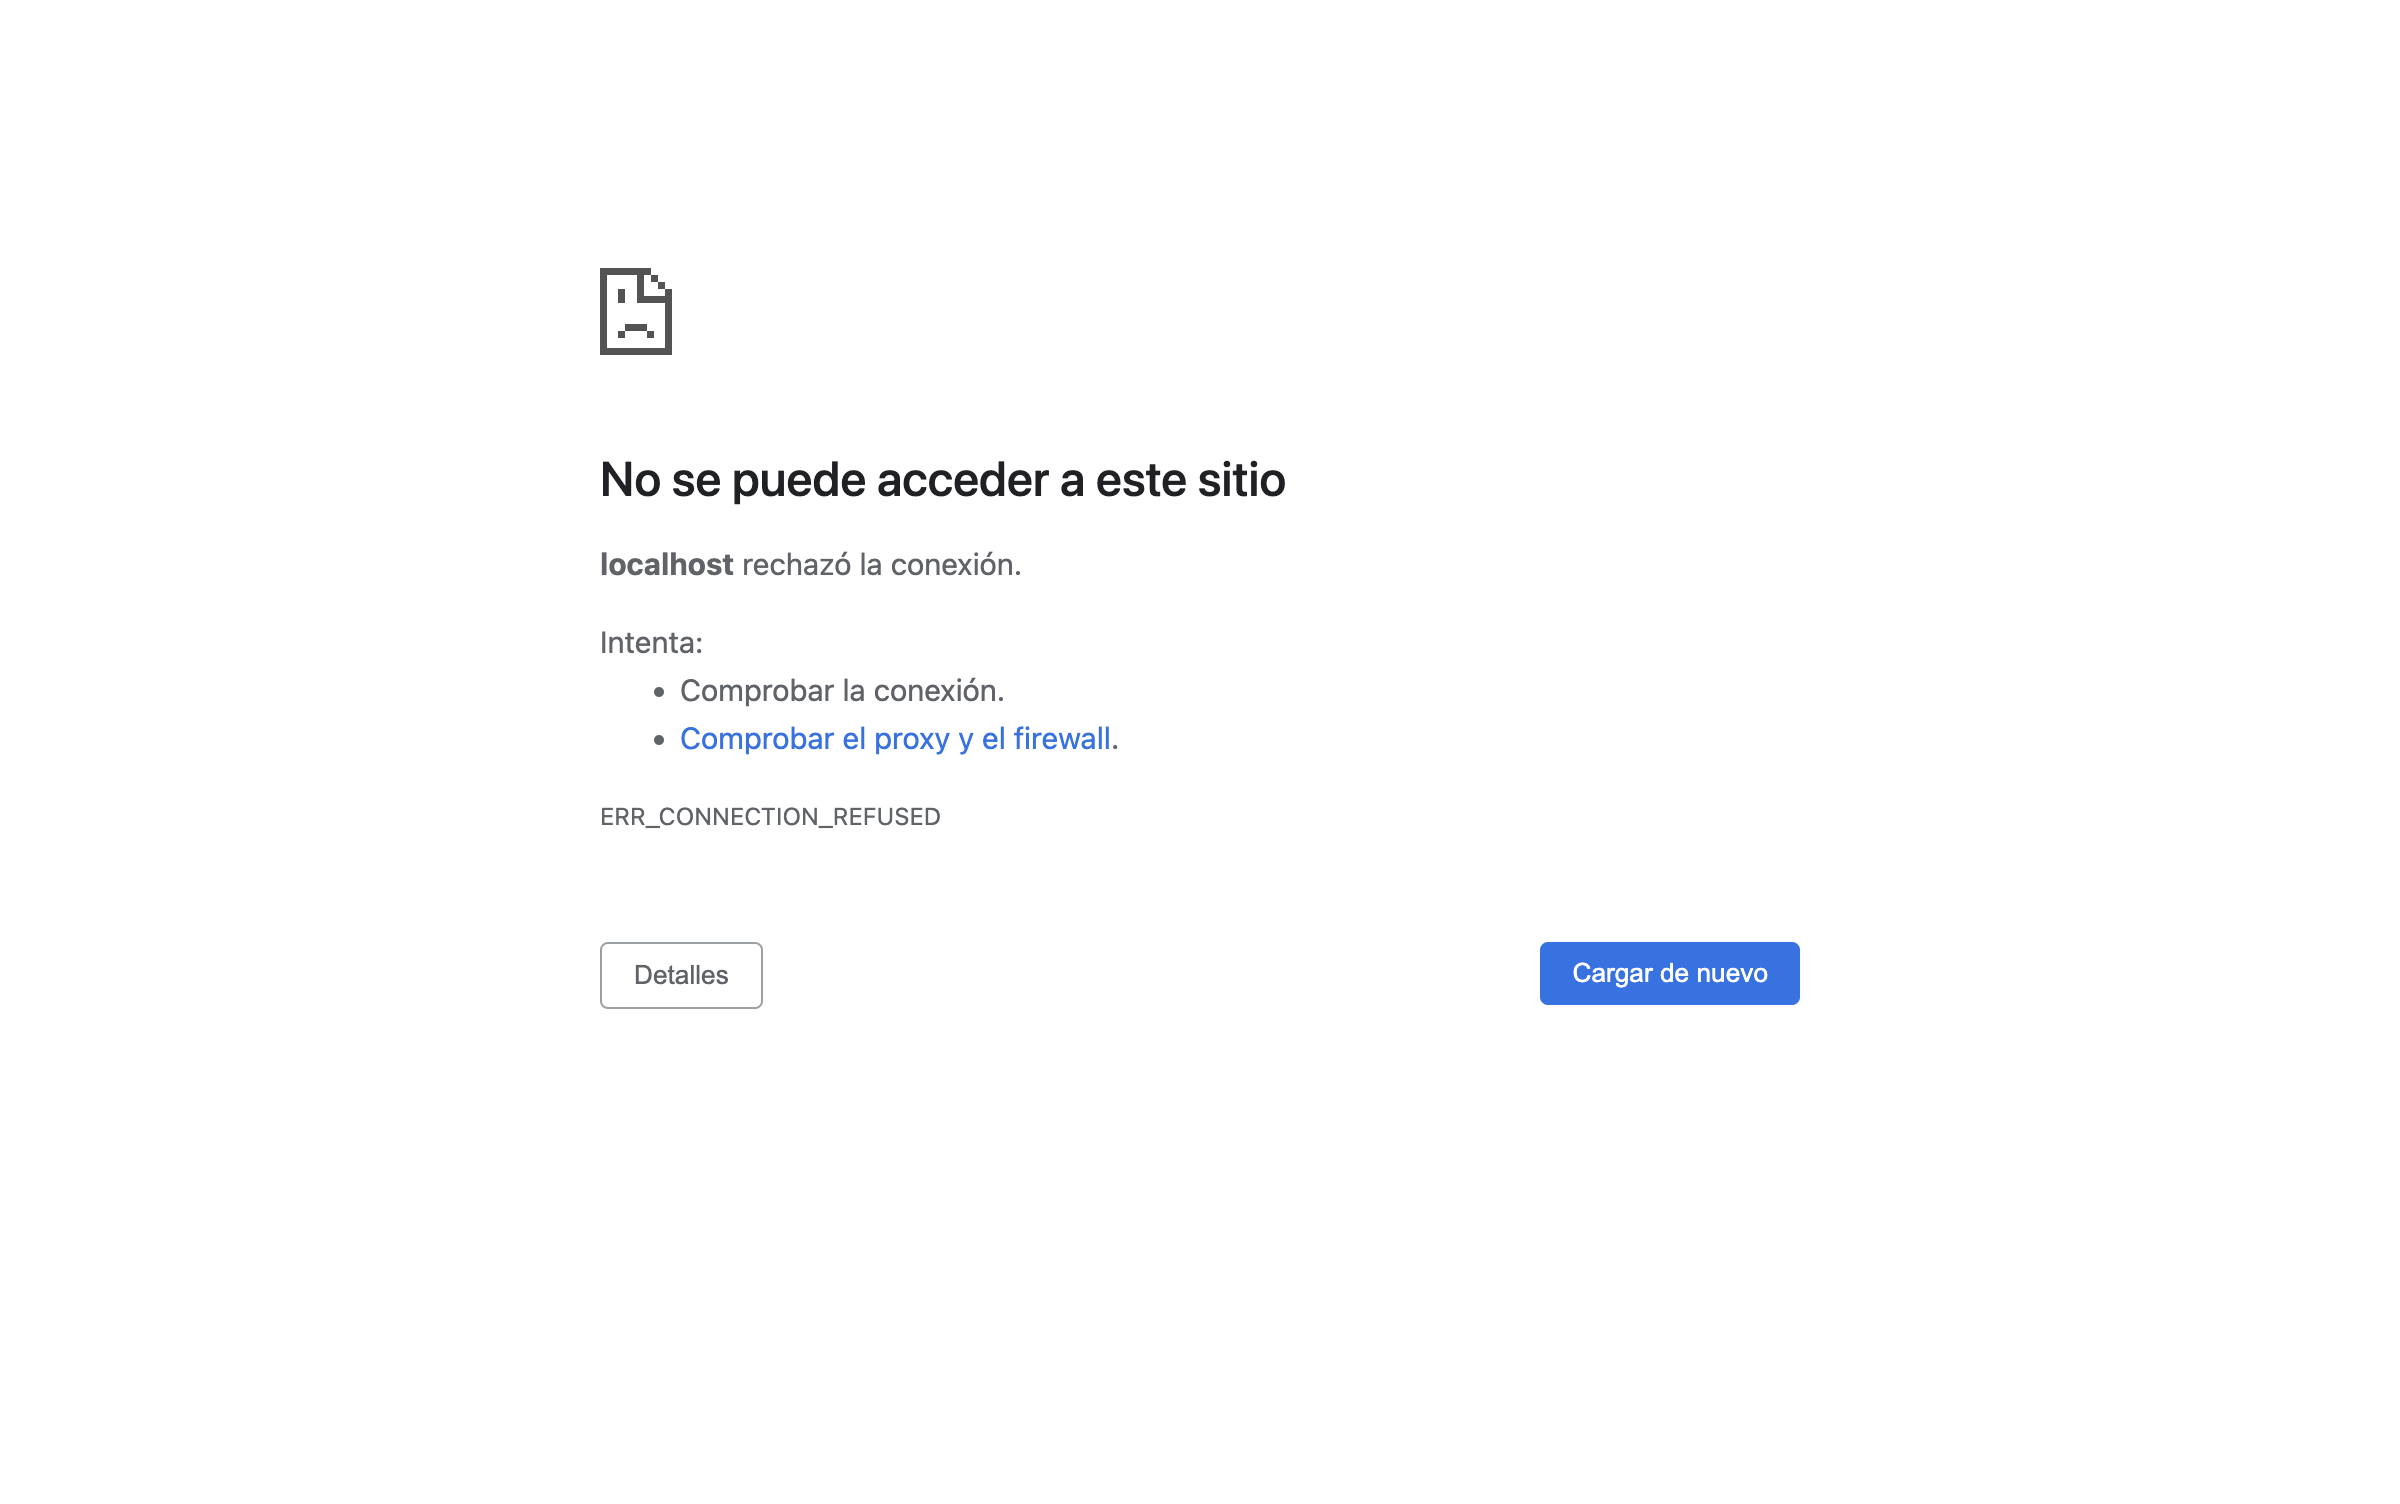 No se puede acceder a este sitio
localhost rechazó la conexión.
Intenta:
• Comprobar la conexión.
• Comprobar el proxy y el firewall.
ERR_CONNECTION_REFUSED
Detalles
Cargar de nuevo